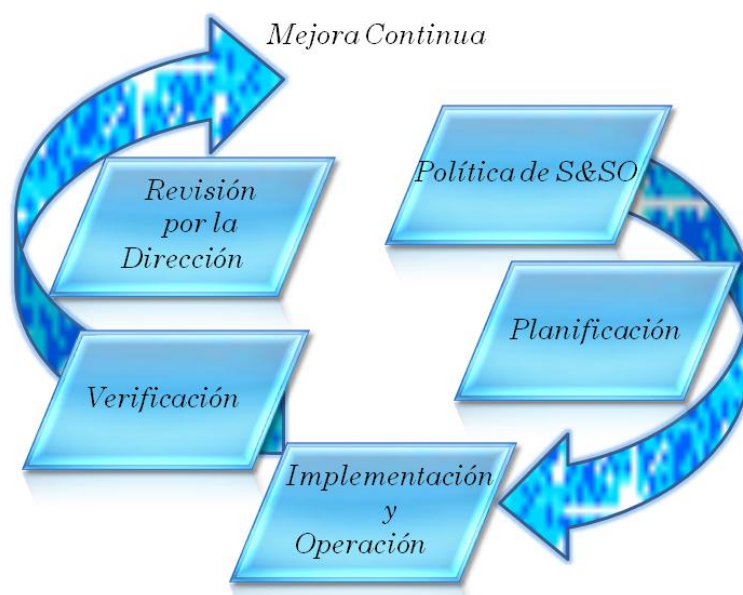 Mejora Continua
Política de S&SO
Planificación
Implementación
y
Operación
Verificación
Revisión
por la
Dirección